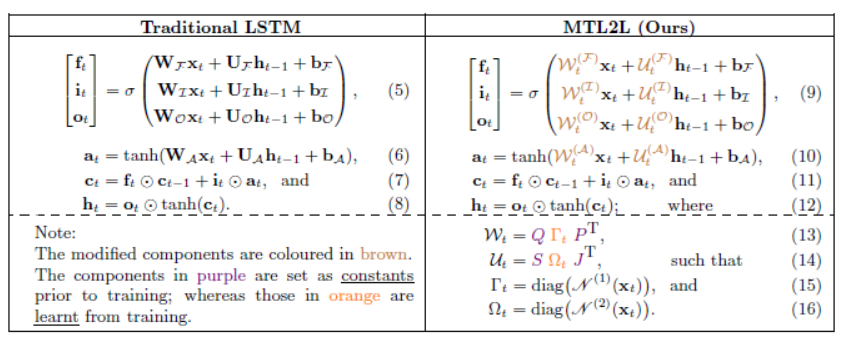 Traditional LSTM
[f_t; i_t; o_t] = σ(W_F x_t + U_F h_{t−1} + b_F; W_I x_t + U_I h_{t−1} + b_I; W_O x_t + U_O h_{t−1} + b_O), (5)
a_t = tanh(W_A x_t + U_A h_{t−1} + b_A), (6)
c_t = f_t ⊙ c_{t−1} + i_t ⊙ a_t, and (7)
h_t = o_t ⊙ tanh(c_t). (8)
Note:
The modified components are coloured in brown.
The components in purple are set as constants
prior to training; whereas those in orange are
learnt from training.
MTL2L (Ours)
[f_t; i_t; o_t] = σ(𝒲_t^{(F)} x_t + 𝒰_t^{(F)} h_{t−1} + b_F; 𝒲_t^{(I)} x_t + 𝒰_t^{(I)} h_{t−1} + b_I; 𝒲_t^{(O)} x_t + 𝒰_t^{(O)} h_{t−1} + b_O), (9)
a_t = tanh(𝒲_t^{(A)} x_t + 𝒰_t^{(A)} h_{t−1} + b_A), (10)
c_t = f_t ⊙ c_{t−1} + i_t ⊙ a_t, and (11)
h_t = o_t ⊙ tanh(c_t); where (12)
𝒲_t = Q Γ_t P^T, (13)
𝒰_t = S Ω_t J^T, such that (14)
Γ_t = diag(𝒩^{(1)}(x_t)), and (15)
Ω_t = diag(𝒩^{(2)}(x_t)). (16)